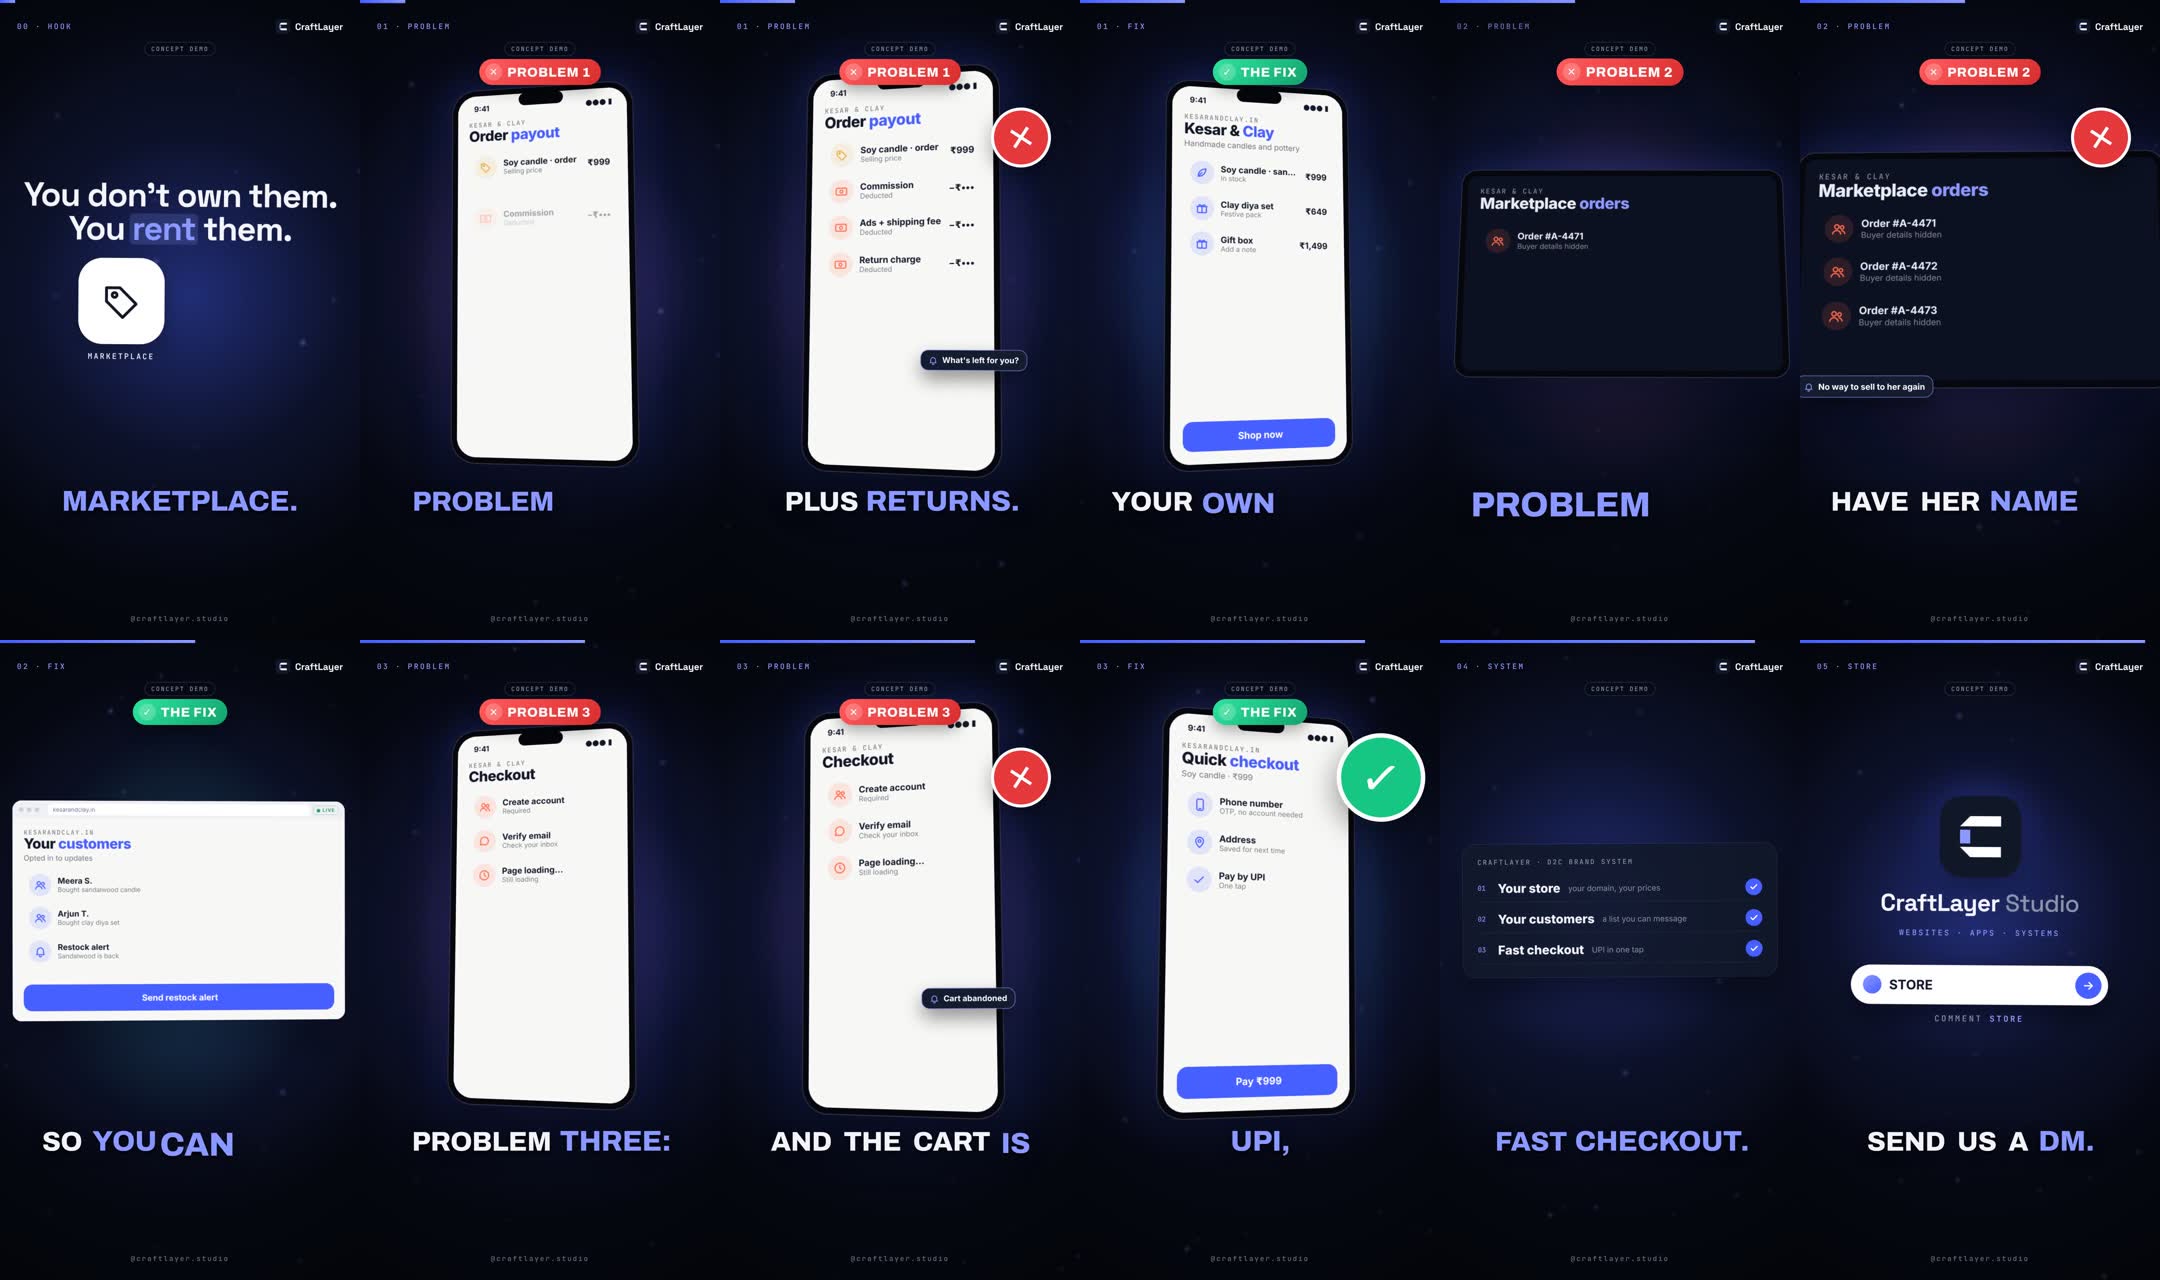 00 · HOOK
CraftLayer
CONCEPT DEMO
You don't own them.
You rent them.
MARKETPLACE
MARKETPLACE.
@craftlayer.studio
01 · PROBLEM
CraftLayer
CONCEPT DEMO
PROBLEM 1
9:41
KESAR & CLAY
Order payout
Soy candle · order ₹999
Selling price
Commission −₹•••
Deducted
PROBLEM
@craftlayer.studio
01 · PROBLEM
CraftLayer
CONCEPT DEMO
PROBLEM 1
9:41
KESAR & CLAY
Order payout
Soy candle · order ₹999
Selling price
Commission −₹•••
Deducted
Ads + shipping fee −₹•••
Deducted
Return charge −₹•••
Deducted
What's left for you?
PLUS RETURNS.
@craftlayer.studio
01 · FIX
CraftLayer
CONCEPT DEMO
THE FIX
9:41
KESARANDCLAY.IN
Kesar & Clay
Handmade candles and pottery
Soy candle · san... ₹999
In stock
Clay diya set ₹649
Festive pack
Gift box ₹1,499
Add a note
Shop now
YOUR OWN
@craftlayer.studio
02 · PROBLEM
CraftLayer
CONCEPT DEMO
PROBLEM 2
KESAR & CLAY
Marketplace orders
Order #A-4471
Buyer details hidden
PROBLEM
@craftlayer.studio
02 · PROBLEM
CraftLayer
CONCEPT DEMO
PROBLEM 2
KESAR & CLAY
Marketplace orders
Order #A-4471
Buyer details hidden
Order #A-4472
Buyer details hidden
Order #A-4473
Buyer details hidden
No way to sell to her again
HAVE HER NAME
@craftlayer.studio
02 · FIX
CraftLayer
CONCEPT DEMO
THE FIX
kesarandclay.in
LIVE
KESARANDCLAY.IN
Your customers
Opted in to updates
Meera S.
Bought sandalwood candle
Arjun T.
Bought clay diya set
Restock alert
Sandalwood is back
Send restock alert
SO YOU CAN
@craftlayer.studio
03 · PROBLEM
CraftLayer
CONCEPT DEMO
PROBLEM 3
9:41
KESAR & CLAY
Checkout
Create account
Required
Verify email
Check your inbox
Page loading...
Still loading
PROBLEM THREE:
@craftlayer.studio
03 · PROBLEM
CraftLayer
CONCEPT DEMO
PROBLEM 3
9:41
KESAR & CLAY
Checkout
Create account
Required
Verify email
Check your inbox
Page loading...
Still loading
Cart abandoned
AND THE CART IS
@craftlayer.studio
03 · FIX
CraftLayer
CONCEPT DEMO
THE FIX
9:41
KESARANDCLAY.IN
Quick checkout
Soy candle · ₹999
Phone number
OTP, no account needed
Address
Saved for next time
Pay by UPI
One tap
Pay ₹999
UPI,
@craftlayer.studio
04 · SYSTEM
CraftLayer
CONCEPT DEMO
CRAFTLAYER · D2C BRAND SYSTEM
01 Your store your domain, your prices
02 Your customers a list you can message
03 Fast checkout UPI in one tap
FAST CHECKOUT.
@craftlayer.studio
05 · STORE
CraftLayer
CONCEPT DEMO
CraftLayer Studio
WEBSITES · APPS · SYSTEMS
STORE
COMMENT STORE
SEND US A DM.
@craftlayer.studio